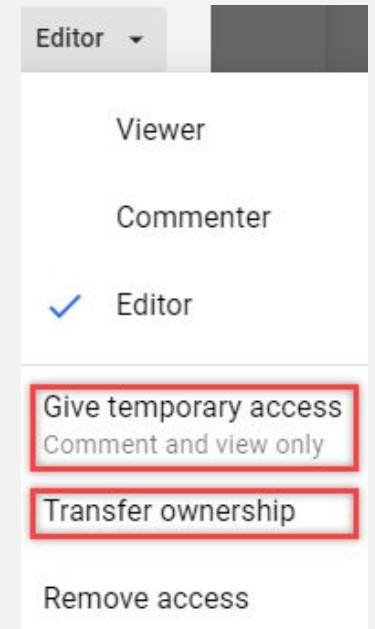 Editor
Viewer
Commenter
Editor
Give temporary access
Comment and view only
Transfer ownership
Remove access